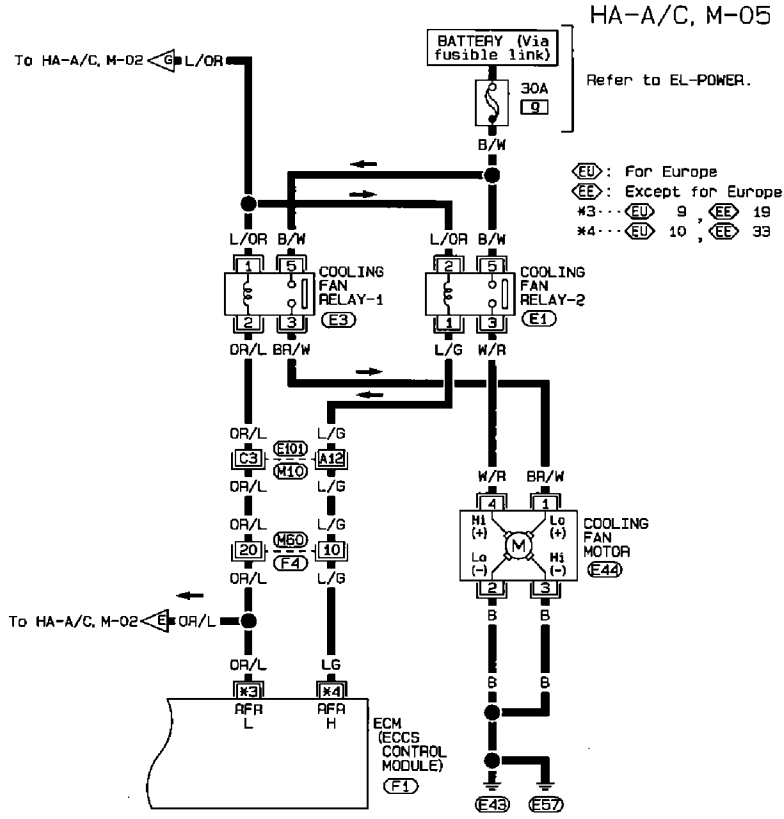 HA-A/C, M-05
BATTERY (Via
fusible link)
To HA-A/C, M-02 G L/OR
30A
9
Refer to EL-POWER.
B/W
EU : For Europe
EE : Except for Europe
*3··· EU 9 , EE 19
*4··· EU 10 , EE 33
L/OR B/W L/OR B/W
1 5 2 5
COOLING
FAN
RELAY-1
E3
COOLING
FAN
RELAY-2
E1
2 3 1 3
OR/L BR/W L/G W/R
OR/L L/G
C3 E101 A12
M10
OR/L L/G
W/R BR/W
4 1
Hi
(+)
Lo
(+)
M
Lo
(-)
Hi
(-)
COOLING
FAN
MOTOR
E44
2 3
OR/L L/G
20 M60 10
F4
OR/L L/G
B B
To HA-A/C, M-02 E OR/L
OR/L LG
B B
*3 *4
RFR
L
RFR
H
ECM
(ECCS
CONTROL
MODULE)
F1
E43 E57